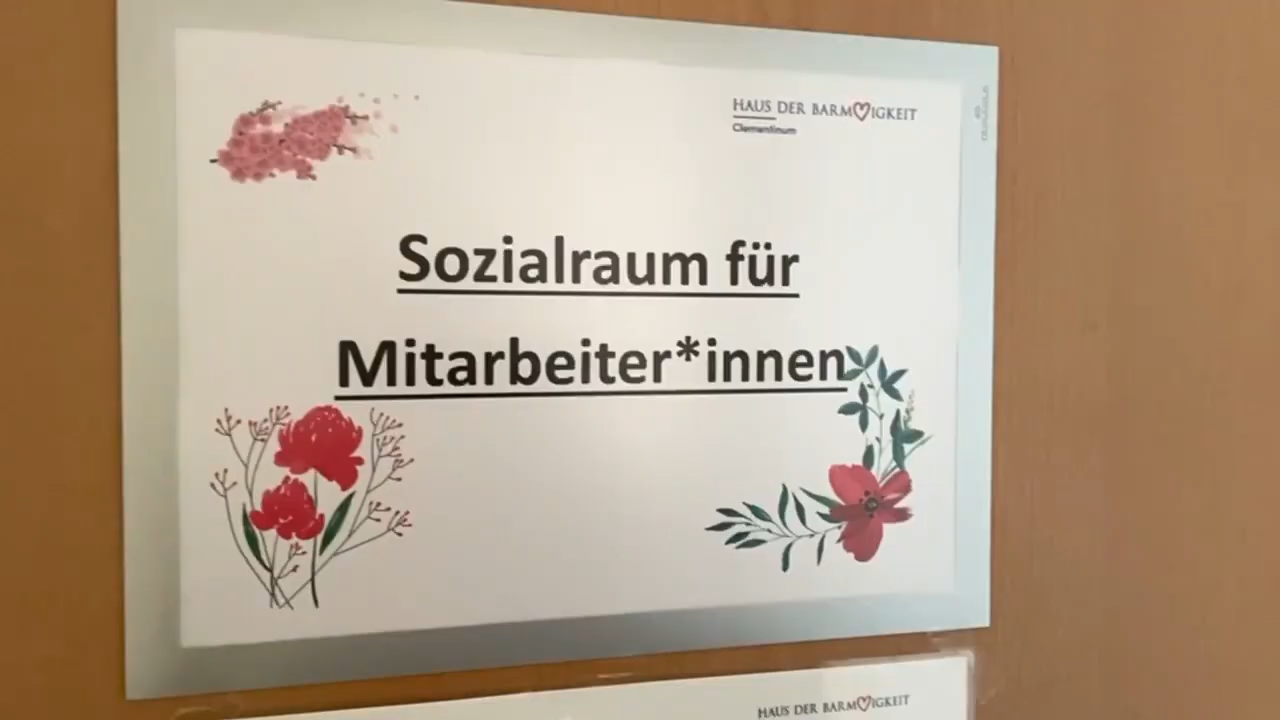 HAUS DER BARMHERZIGKEIT
Clementinum
Sozialraum für
Mitarbeiter*innen
HAUS DER BARMHERZIGKEIT